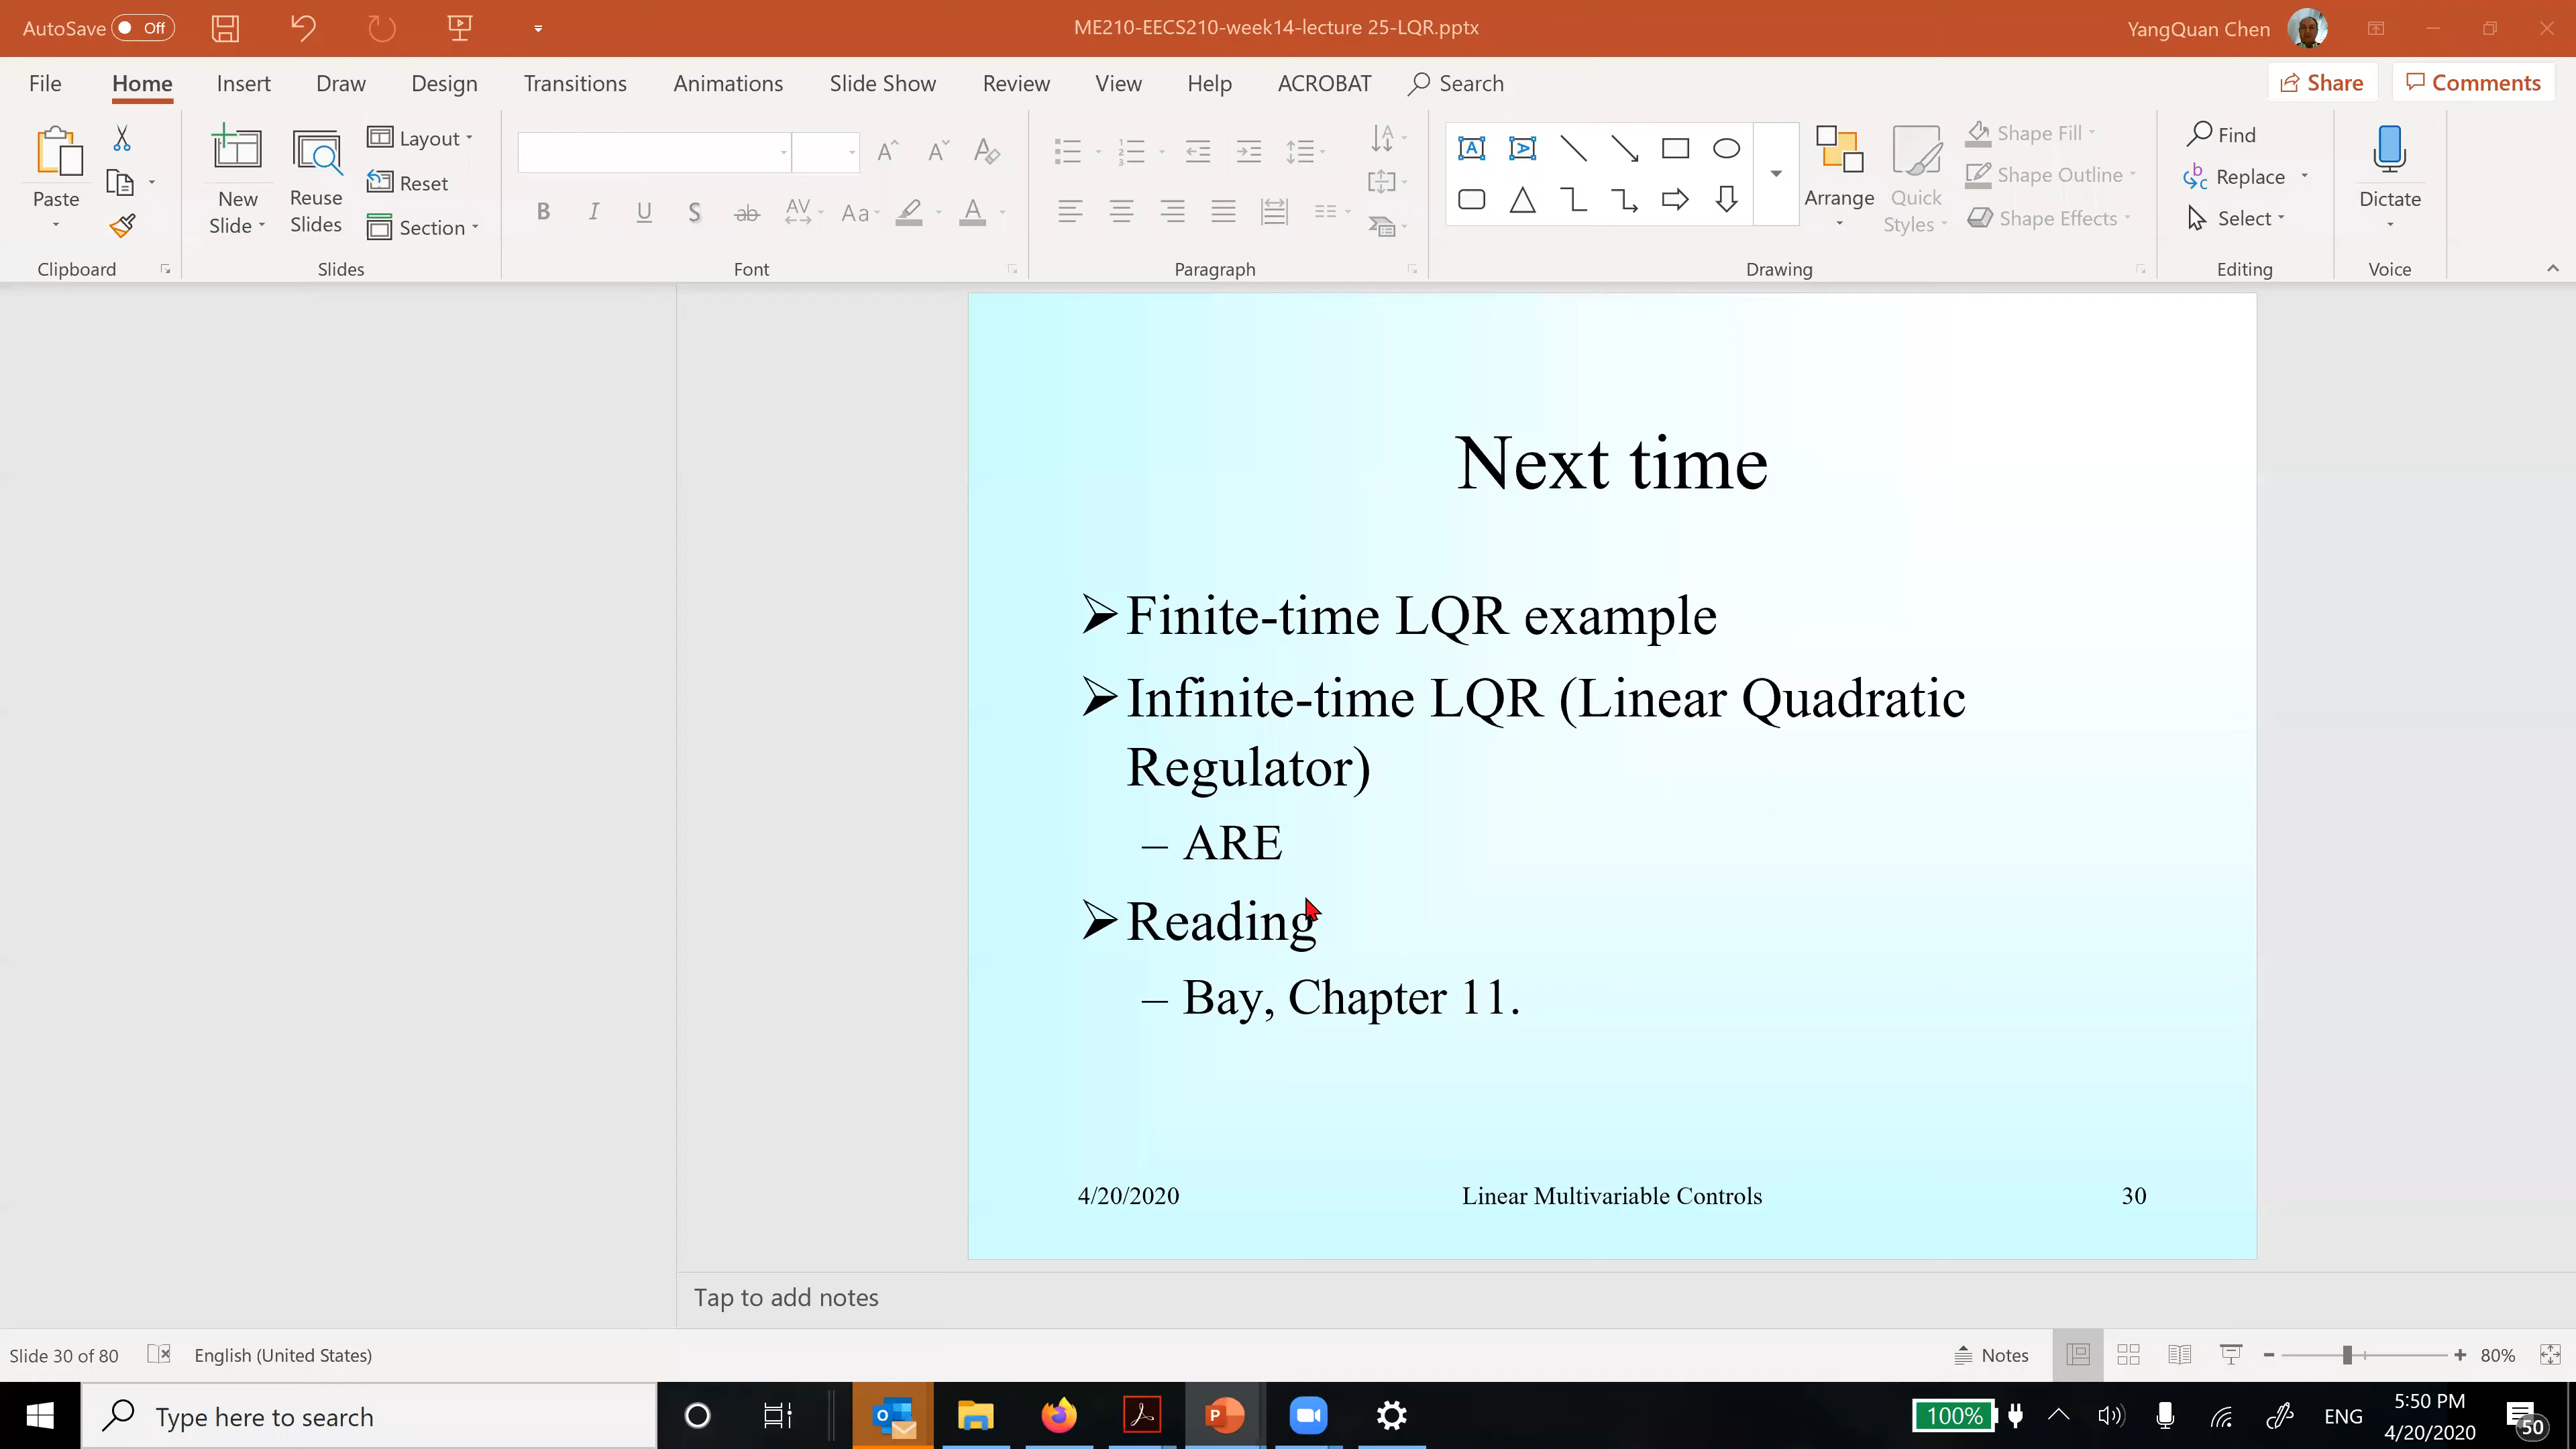 AutoSave Off
ME210-EECS210-week14-lecture 25-LQR.pptx
YangQuan Chen
File Home Insert Draw Design Transitions Animations Slide Show Review View Help ACROBAT Search
Share Comments
Paste
New Slide
Reuse Slides
Layout
Reset
Section
Arrange
Quick Styles
Shape Fill
Shape Outline
Shape Effects
Find
Replace
Select
Dictate
Clipboard Slides Font Paragraph Drawing Editing Voice
Next time
Finite-time LQR example
Infinite-time LQR (Linear Quadratic
Regulator)
– ARE
Reading
– Bay, Chapter 11.
4/20/2020 Linear Multivariable Controls 30
Tap to add notes
Slide 30 of 80 English (United States) Notes 80%
Type here to search
100%
ENG
5:50 PM
4/20/2020
50